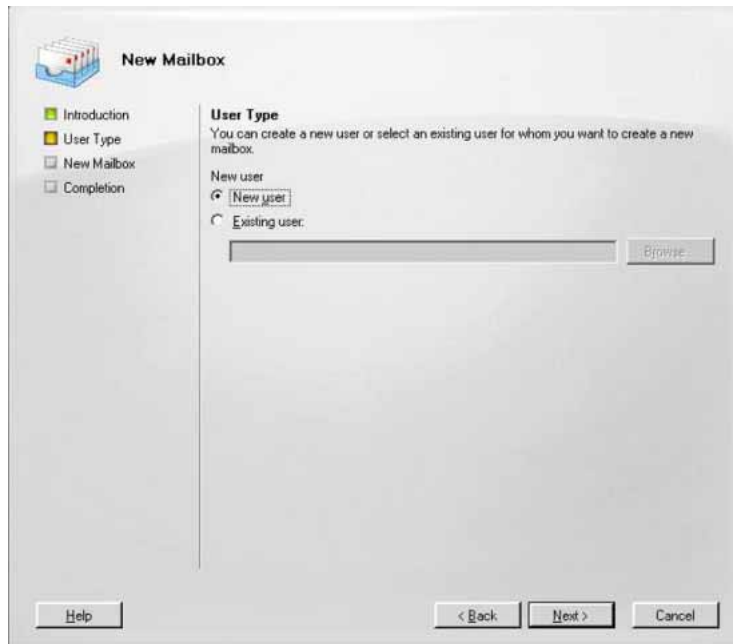 New Mailbox
Introduction
User Type
New Mailbox
Completion
User Type
You can create a new user or select an existing user for whom you want to create a new
mailbox.
New user
New user
Existing user:
Browse...
Help
< Back
Next >
Cancel